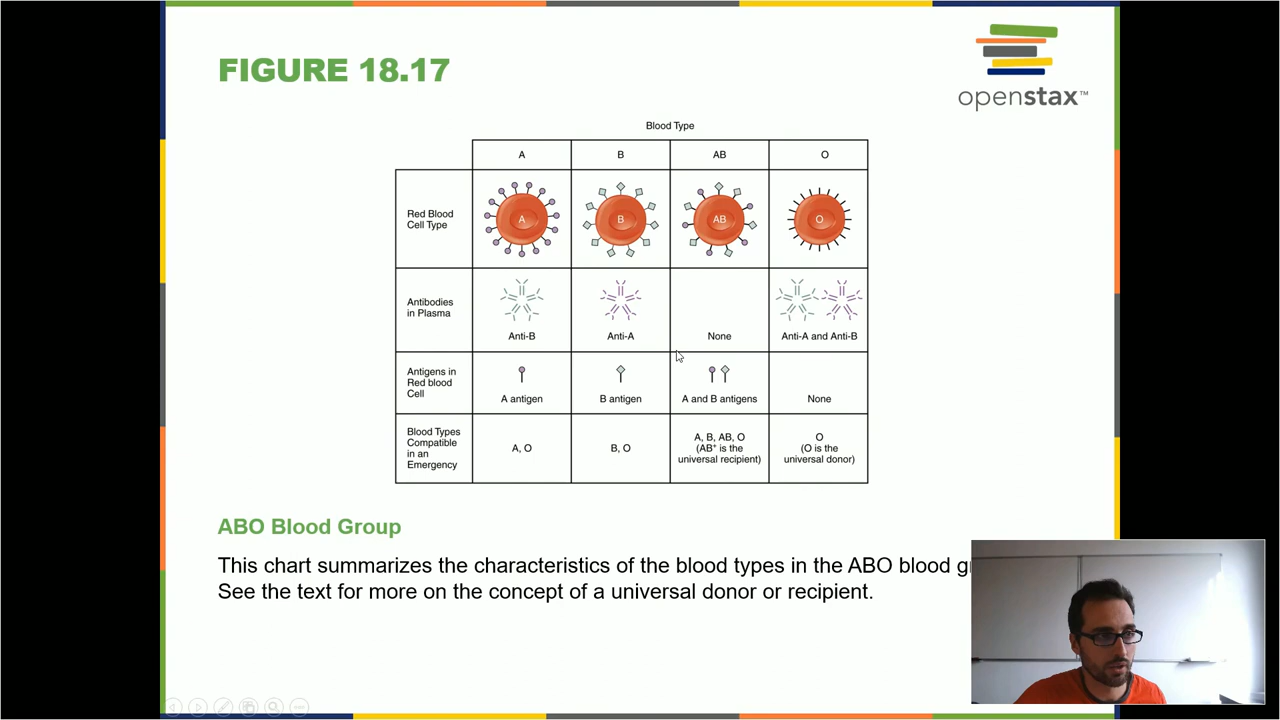 FIGURE 18.17
openstax™
Blood Type
A B AB O
Red Blood
Cell Type
A B AB O
Antibodies
in Plasma
Anti-B Anti-A None Anti-A and Anti-B
Antigens in
Red blood
Cell
A antigen B antigen A and B antigens None
Blood Types
Compatible
in an
Emergency
A, O
B, O
A, B, AB, O
(AB⁺ is the
universal recipient)
O
(O is the
universal donor)
ABO Blood Group
This chart summarizes the characteristics of the blood types in the ABO blood
See the text for more on the concept of a universal donor or recipient.